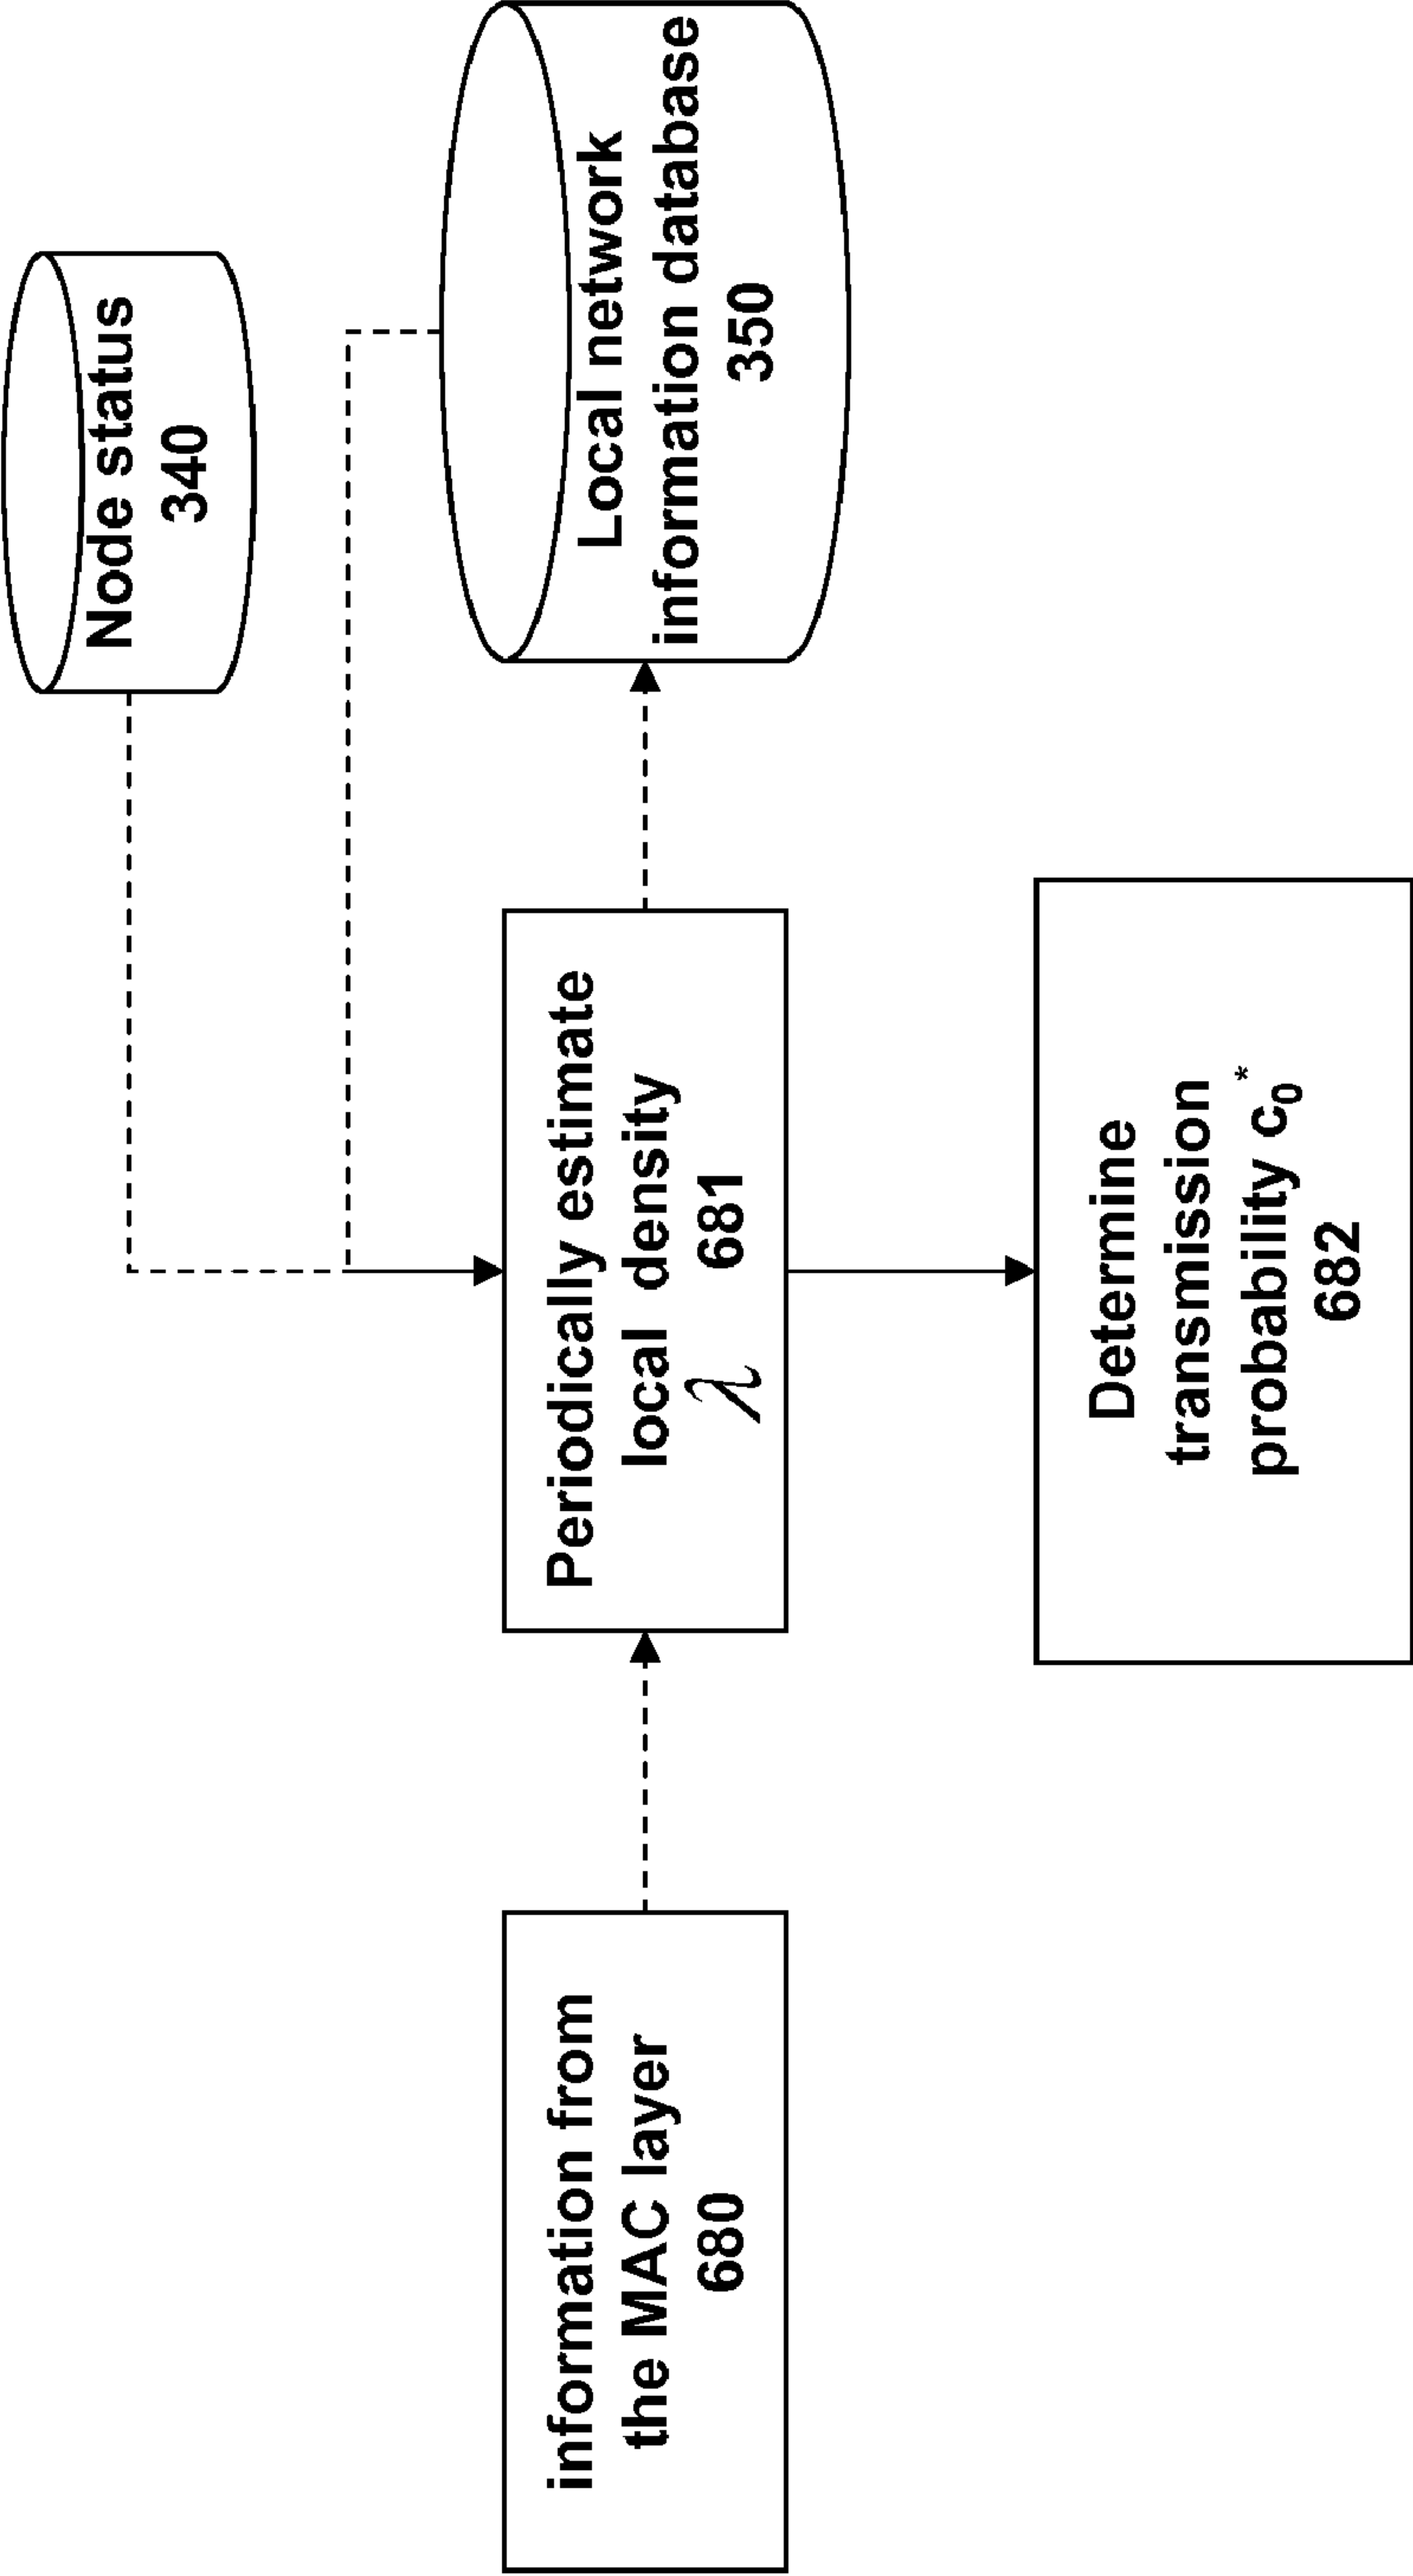 Node status
340
Local network
information database
350
Periodically estimate
local density
λ 681
information from
the MAC layer
680
Determine
transmission
probability c₀*
682